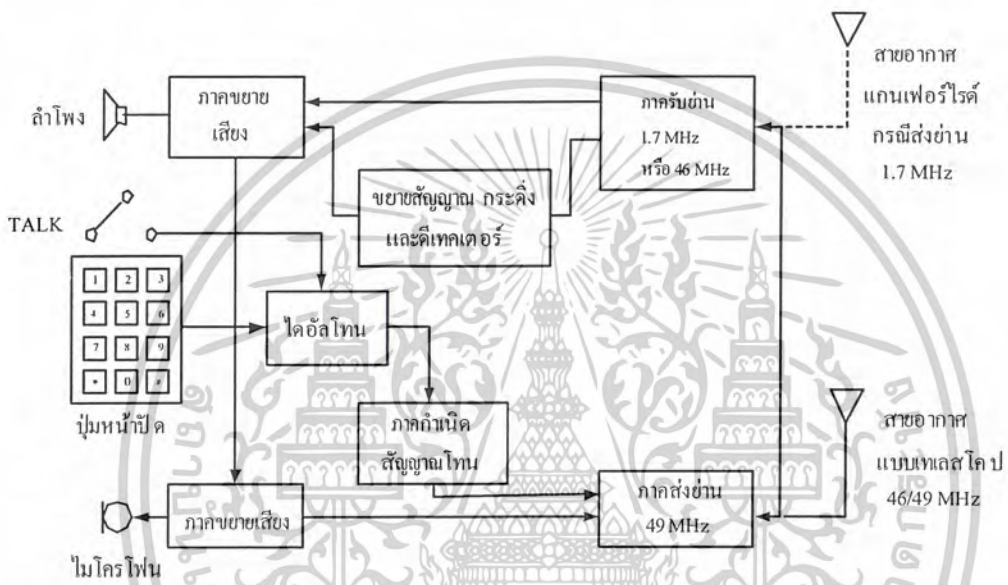 ลำโพง
ภาคขยาย
เสียง
ภาครับย่าน
1.7 MHz
หรือ 46 MHz
สายอากาศ
แกนเฟอร์ไรด์
กรณีส่งย่าน
1.7 MHz
ขยายสัญญาณ กระดิ่ง
และดีเทคเตอร์
TALK
1 2 3
4 5 6
7 8 9
* 0 #
ปุ่มหน้าปัด
ไดอัลโทน
ภาคกำเนิด
สัญญาณโทน
ภาคขยายเสียง
ไมโครโฟน
ภาคส่งย่าน
49 MHz
สายอากาศ
แบบเทเลสโคป
46/49 MHz